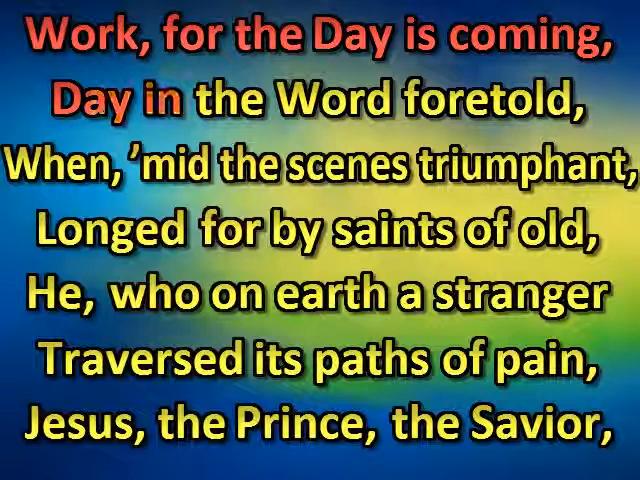 Work, for the Day is coming,
Day in the Word foretold,
When, ’mid the scenes triumphant,
Longed for by saints of old,
He, who on earth a stranger
Traversed its paths of pain,
Jesus, the Prince, the Savior,